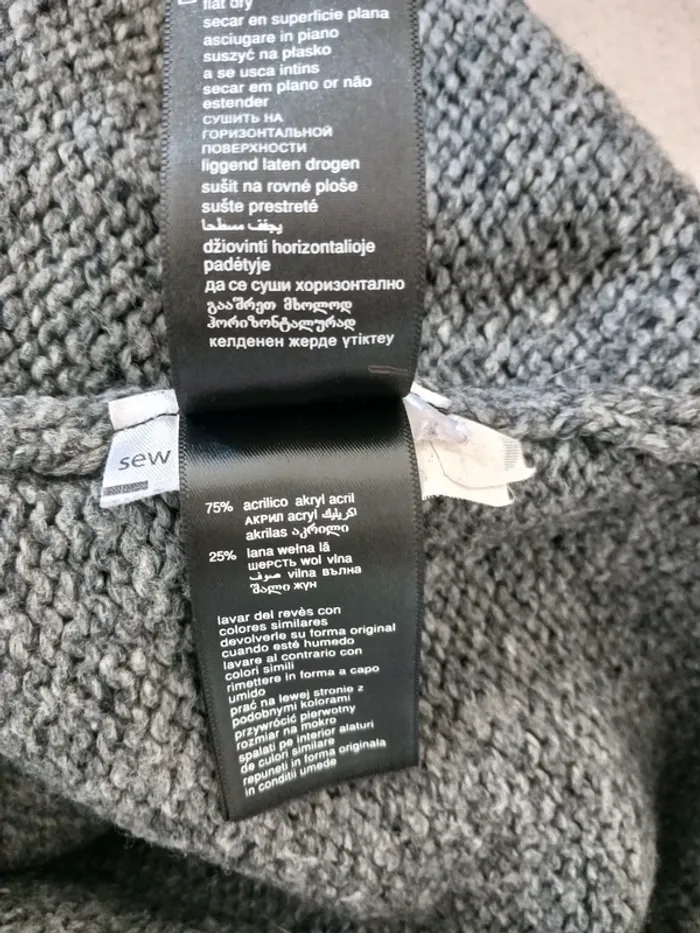 flat dry
secar en superficie plana
asciugare in piano
suszyć na płasko
a se usca intins
secar em plano or não
estender
СУШИТЬ НА
ГОРИЗОНТАЛЬНОЙ
ПОВЕРХНОСТИ
liggend laten drogen
sušit na rovné ploše
sušte prestreté
يجفف مسطحا
džiovinti horizontalioje
padėtyje
да се суши хоризонтално
გააშრეთ მხოლოდ
ჰორიზონტალურად
келденен жерде үтіктеу
sew
75% acrilico akryl acril
АКРИЛ acryl اكريليك
akrilas აკრილი
25% lana wełna lâ
ШЕРСТЬ wol vlna
صوف vilna вълна
შალი жүн
lavar del revès con
colores similares
devolverle su forma original
cuando esté humedo
lavare al contrario con
colori simili
rimettere in forma a capo
umido
prać na lewej stronie z
podobnymi kolorami
przywrócić pierwotny
rozmiar na mokro
spalati pe interior alaturi
de culori similare
repuneti in forma originala
in conditii umede